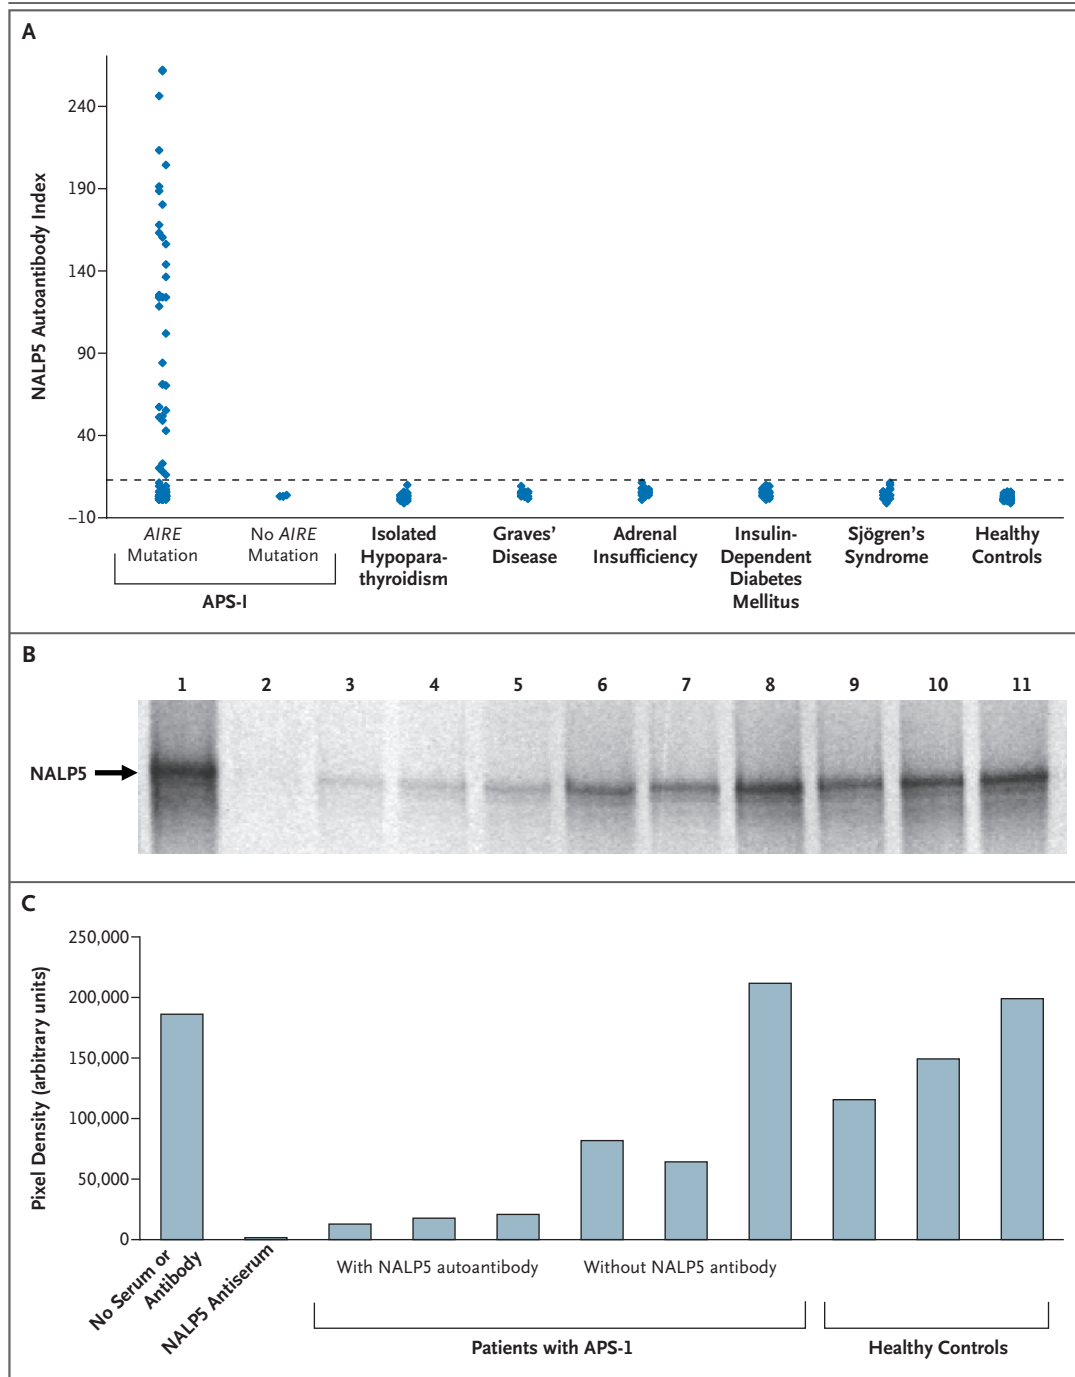 A
NALP5 Autoantibody Index
240
190
140
90
40
–10
AIRE
Mutation
No AIRE
Mutation
APS-I
Isolated
Hypopara-
thyroidism
Graves’
Disease
Adrenal
Insufficiency
Insulin-
Dependent
Diabetes
Mellitus
Sjögren’s
Syndrome
Healthy
Controls
B
1 2 3 4 5 6 7 8 9 10 11
NALP5
C
Pixel Density (arbitrary units)
250,000
200,000
150,000
100,000
50,000
0
No Serum or
Antibody
NALP5 Antiserum
With NALP5 autoantibody
Without NALP5 antibody
Patients with APS-1
Healthy Controls